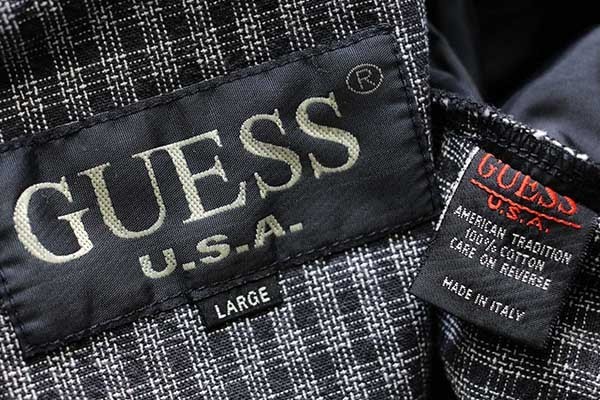 GUESS ®
U.S.A.
LARGE
GUESS
U.S.A.
AMERICAN TRADITION
100% COTTON
CARE ON REVERSE
MADE IN ITALY